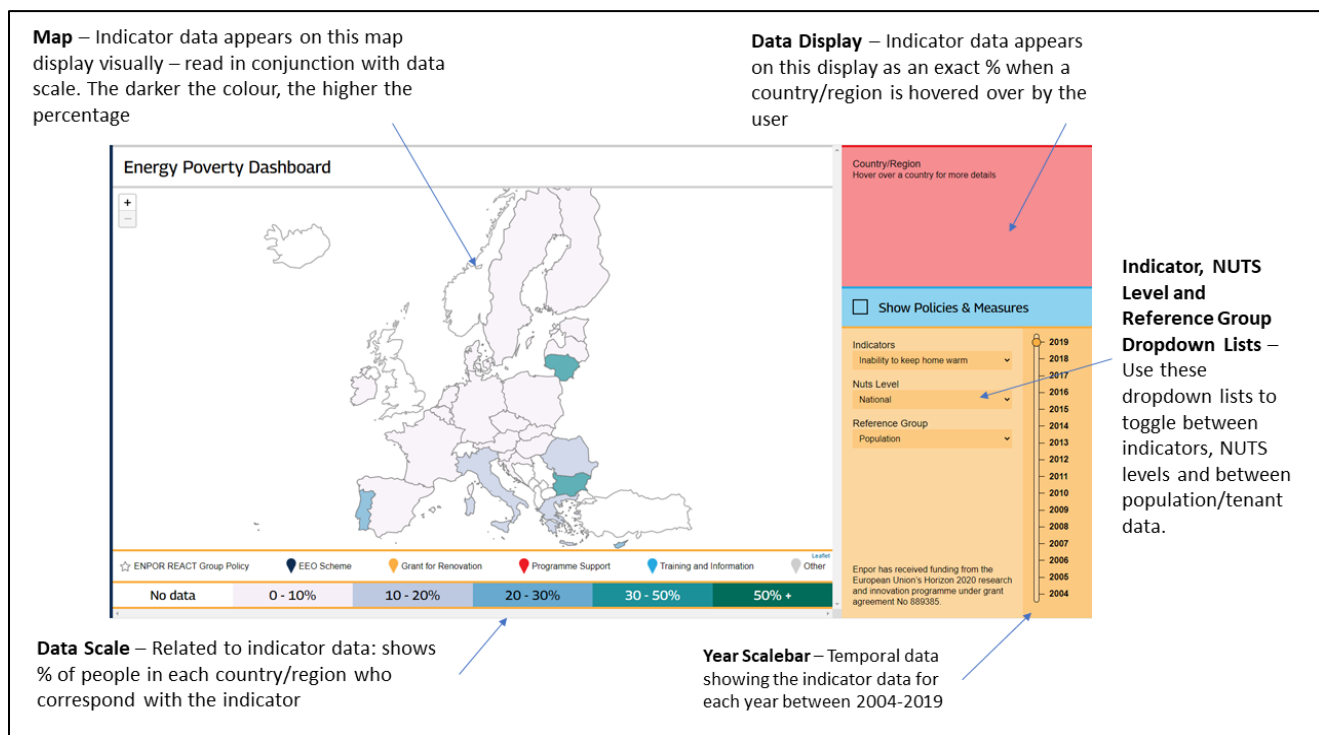 Map – Indicator data appears on this map
display visually – read in conjunction with data
scale. The darker the colour, the higher the
percentage
Data Display – Indicator data appears
on this display as an exact % when a
country/region is hovered over by the
user
Energy Poverty Dashboard
+
−
Country/Region
Hover over a country for more details
Show Policies & Measures
Indicators
Inability to keep home warm
Nuts Level
National
Reference Group
Population
2019
2018
2017
2016
2015
2014
2013
2012
2011
2010
2009
2008
2007
2006
2005
2004
Enpor has received funding from the
European Union's Horizon 2020 research
and innovation programme under grant
agreement No 889385.
Indicator, NUTS
Level and
Reference Group
Dropdown Lists –
Use these
dropdown lists to
toggle between
indicators, NUTS
levels and between
population/tenant
data.
Leaflet
ENPOR REACT Group Policy EEO Scheme Grant for Renovation Programme Support Training and Information Other
No data 0 - 10% 10 - 20% 20 - 30% 30 - 50% 50% +
Data Scale – Related to indicator data: shows
% of people in each country/region who
correspond with the indicator
Year Scalebar – Temporal data
showing the indicator data for
each year between 2004-2019